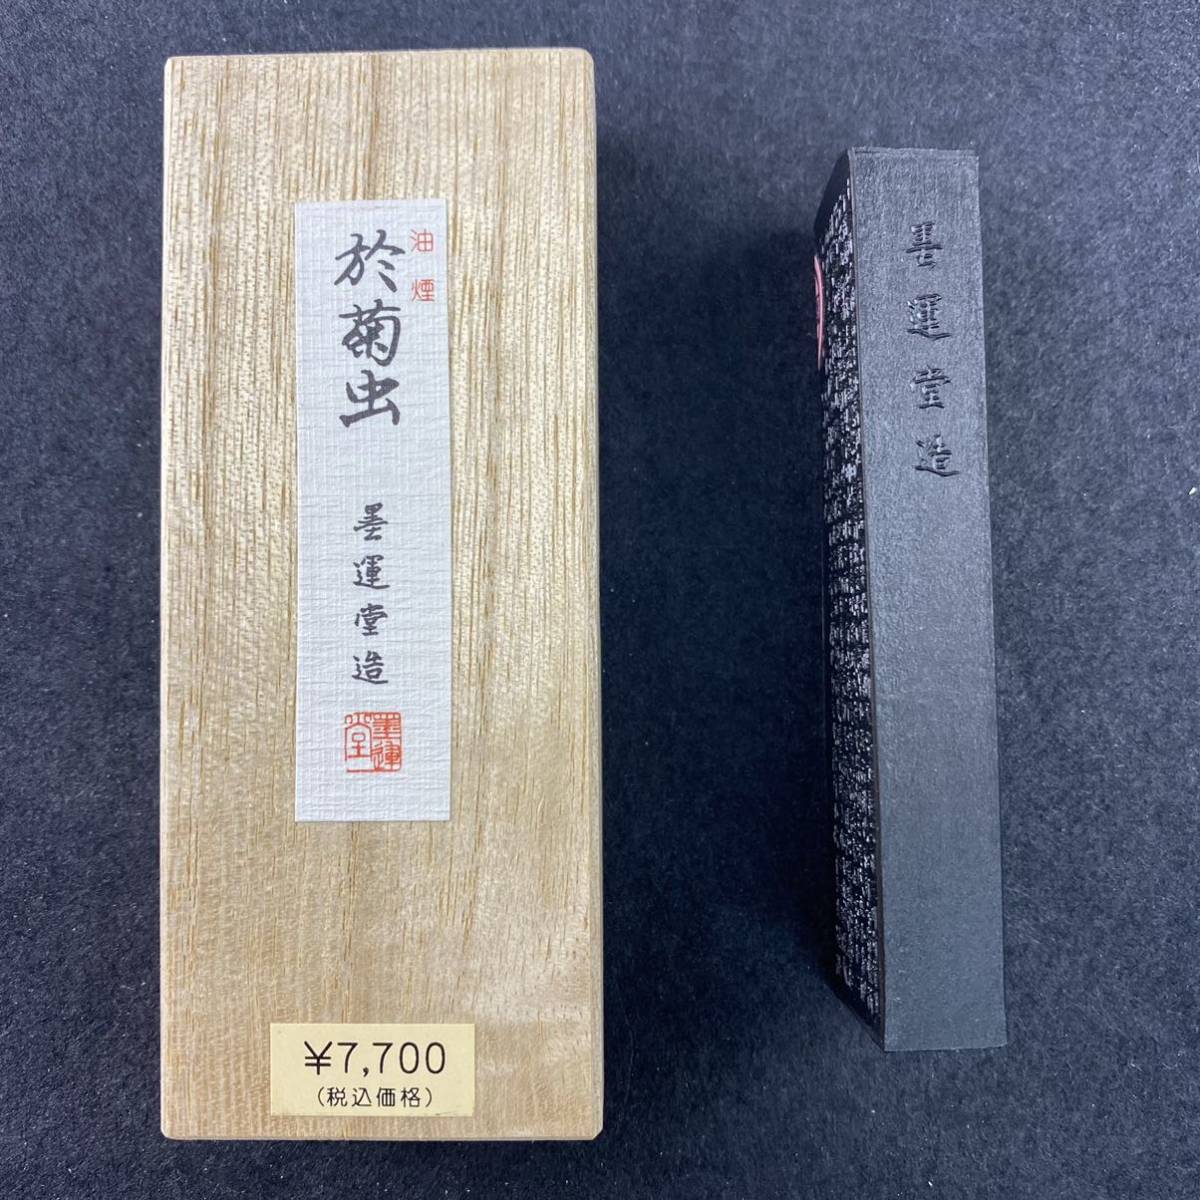 油煙
於菊虫
墨運堂造
墨運堂
¥7,700
(税込価格)
墨運堂造